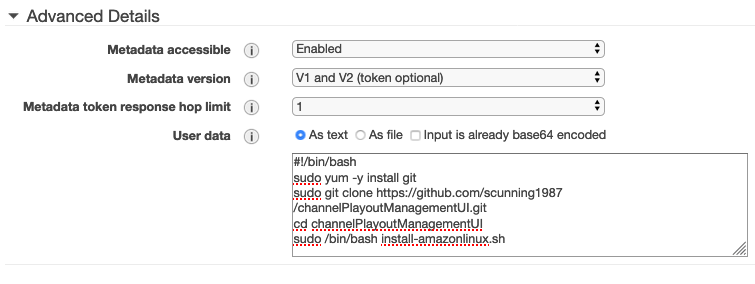 Advanced Details
Metadata accessible i Enabled
Metadata version i V1 and V2 (token optional)
Metadata token response hop limit i 1
User data i As text As file Input is already base64 encoded
#!/bin/bash
sudo yum -y install git
sudo git clone https://github.com/scunning1987
/channelPlayoutManagementUI.git
cd channelPlayoutManagementUI
sudo /bin/bash install-amazonlinux.sh